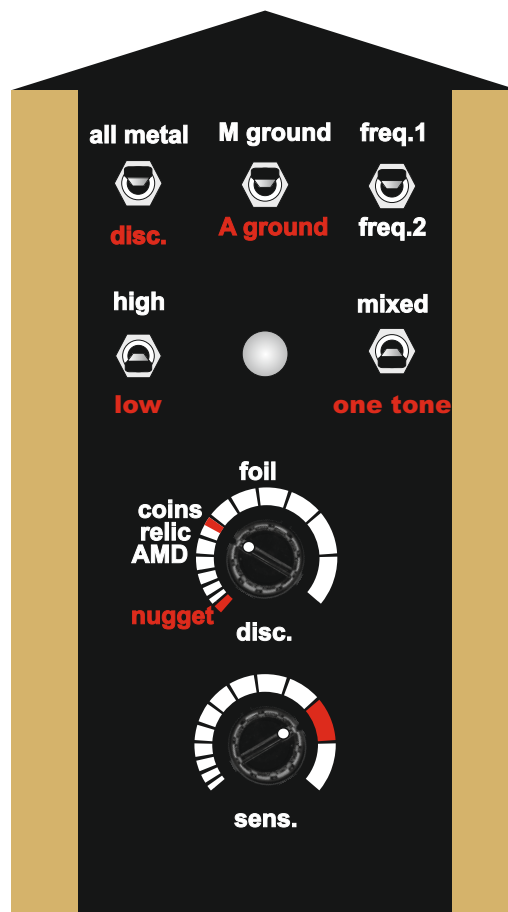 all metal
M ground
freq.1
disc.
A ground
freq.2
high
mixed
low
one tone
foil
coins
relic
AMD
nugget
disc.
sens.